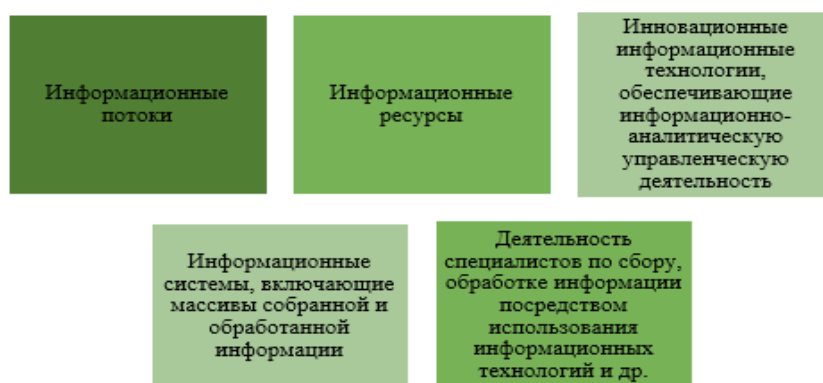 Информационные
потоки
Информационные
ресурсы
Инновационные
информационные
технологии,
обеспечивающие
информационно-
аналитическую
управленческую
деятельность
Информационные
системы, включающие
массивы собранной и
обработанной
информации
Деятельность
специалистов по сбору,
обработке информации
посредством
использования
информационных
технологий и др.